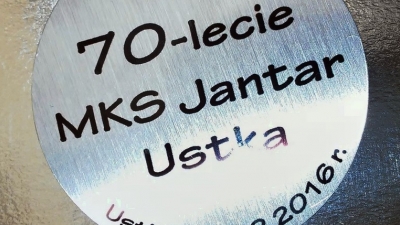 70-lecie
MKS Jantar
Ustka
2016 r.